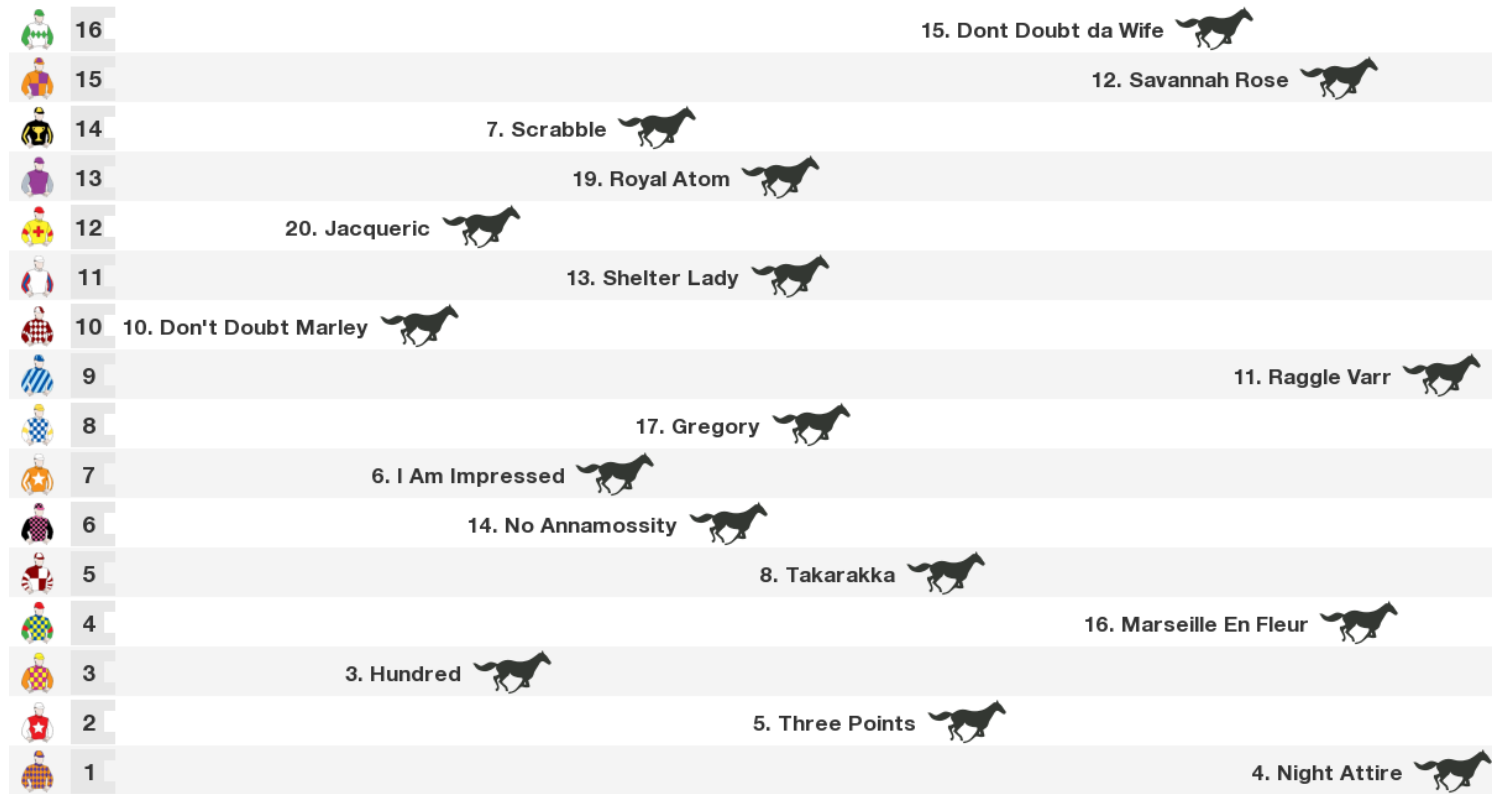 16 15. Dont Doubt da Wife
15 12. Savannah Rose
14 7. Scrabble
13 19. Royal Atom
12 20. Jacqueric
11 13. Shelter Lady
10 10. Don't Doubt Marley
9 11. Raggle Varr
8 17. Gregory
7 6. I Am Impressed
6 14. No Annamossity
5 8. Takarakka
4 16. Marseille En Fleur
3 3. Hundred
2 5. Three Points
1 4. Night Attire